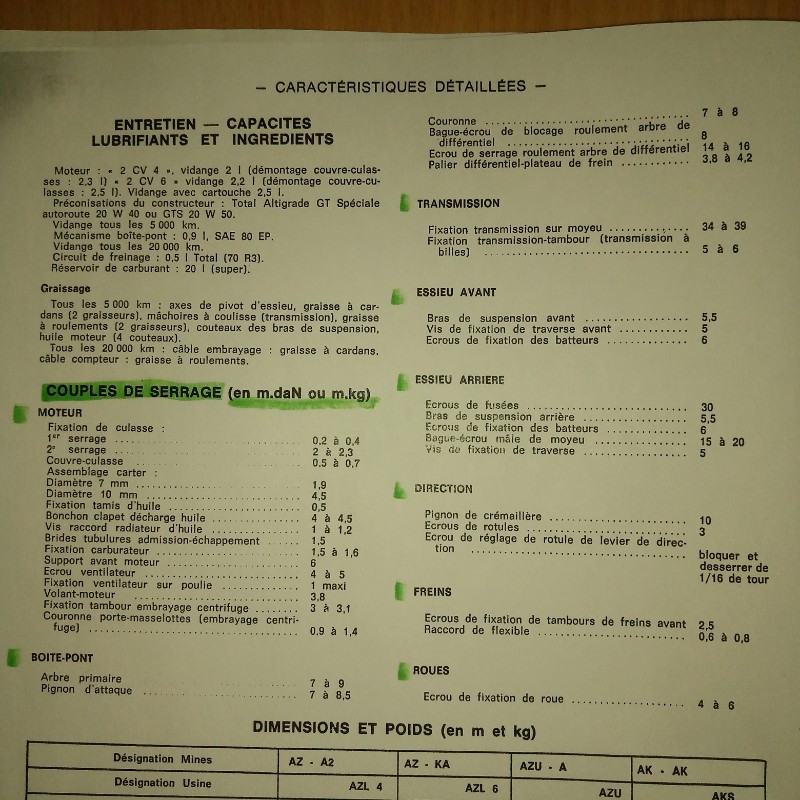 — CARACTÉRISTIQUES DÉTAILLÉES —
ENTRETIEN — CAPACITES
LUBRIFIANTS ET INGREDIENTS
Moteur : « 2 CV 4 », vidange 2 l (démontage couvre-culas-
ses : 2,3 l) « 2 CV 6 » vidange 2,2 l (démontage couvre-cu-
lasses : 2,5 l). Vidange avec cartouche 2,5 l.
Préconisations du constructeur : Total Altigrade GT Spéciale
autoroute 20 W 40 ou GTS 20 W 50.
Vidange tous les 5 000 km.
Mécanisme boîte-pont : 0,9 l, SAE 80 EP.
Vidange tous les 20 000 km.
Circuit de freinage : 0,5 l Total (70 R3).
Réservoir de carburant : 20 l (super).
Graissage
Tous les 5 000 km : axes de pivot d'essieu, graisse à car-
dans (2 graisseurs), mâchoires à coulisse (transmission), graisse
à roulements (2 graisseurs), couteaux des bras de suspension,
huile moteur (4 couteaux).
Tous les 20 000 km : câble embrayage : graisse à cardans,
câble compteur : graisse à roulements.
COUPLES DE SERRAGE (en m.daN ou m.kg)
MOTEUR
Fixation de culasse :
1er serrage .......... 0,2 à 0,4
2e serrage .......... 2 à 2,3
Couvre-culasse .......... 0,5 à 0,7
Assemblage carter :
Diamètre 7 mm .......... 1,9
Diamètre 10 mm .......... 4,5
Fixation tamis d'huile .......... 0,5
Bonchon clapet décharge huile .......... 4 à 4,5
Vis raccord radiateur d'huile .......... 1 à 1,2
Brides tubulures admission-échappement .......... 1,5
Fixation carburateur .......... 1,5 à 1,6
Support avant moteur .......... 6
Ecrou ventilateur .......... 4 à 5
Fixation ventilateur sur poulie .......... 1 maxi
Volant-moteur .......... 3,8
Fixation tambour embrayage centrifuge ........ 3 à 3,1
Couronne porte-masselottes (embrayage centri-
fuge) .......... 0,9 à 1,4
BOITE-PONT
Arbre primaire .......... 7 à 9
Pignon d'attaque .......... 7 à 8,5
Couronne .......... 7 à 8
Bague-écrou de blocage roulement arbre de
différentiel .......... 8
Ecrou de serrage roulement arbre de différentiel 14 à 16
Palier différentiel-plateau de frein .......... 3,8 à 4,2
TRANSMISSION
Fixation transmission sur moyeu .......... 34 à 39
Fixation transmission-tambour (transmission à
billes) .......... 5 à 6
ESSIEU AVANT
Bras de suspension avant .......... 5,5
Vis de fixation de traverse avant .......... 5
Ecrous de fixation des batteurs .......... 6
ESSIEU ARRIERE
Ecrous de fusées .......... 30
Bras de suspension arrière .......... 5,5
Ecrous de fixation des batteurs .......... 6
Bague-écrou mâle de moyeu .......... 15 à 20
Vis de fixation de traverse .......... 5
DIRECTION
Pignon de crémaillère .......... 10
Ecrous de rotules .......... 3
Ecrou de réglage de rotule de levier de direc-
tion .......... bloquer et
desserrer de
1/16 de tour
FREINS
Ecrous de fixation de tambours de freins avant 2,5
Raccord de flexible .......... 0,6 à 0,8
ROUES
Ecrou de fixation de roue .......... 4 à 6
DIMENSIONS ET POIDS (en m et kg)
Désignation Mines AZ - A2 AZ - KA AZU - A AK - AK
Désignation Usine AZL 4 AZL 6 AZU AKS